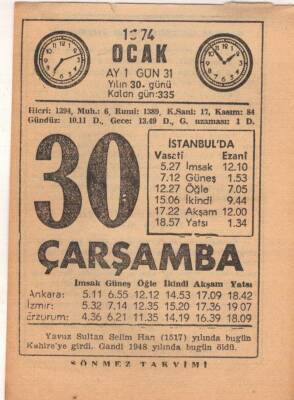 1974
OCAK
AY 1 GÜN 31
Yılın 30. günü
Kalan gün: 335
Hicri: 1394, Muh.: 6, Rumi: 1389, K.Sani: 17, Kasım: 84
Gündüz: 10.11 D., Gece: 13.49 D., G. uzaması: 1 D.
30
İSTANBUL'DA
Vasati Ezanî
5.27 İmsak 12.10
7.12 Güneş 1.53
12.27 Öğle 7.05
15.06 İkindi 9.44
17.22 Akşam 12.00
18.57 Yatsı 1.34
ÇARŞAMBA
Imsak Güneş Öğle İkindi Akşam Yatsı
Ankara: 5.11 6.55 12.12 14.53 17.09 18.42
İzmir: 5.32 7.14 12.35 15.20 17.36 19.07
Erzurum: 4.36 6.21 11.35 14.19 16.39 18.09
Yavuz Sultan Selim Han (1517) yılında bugün
Kahire'ye girdi. Gandi 1948 yılında bugün öldü.
SÖNMEZ TAKVİMİ